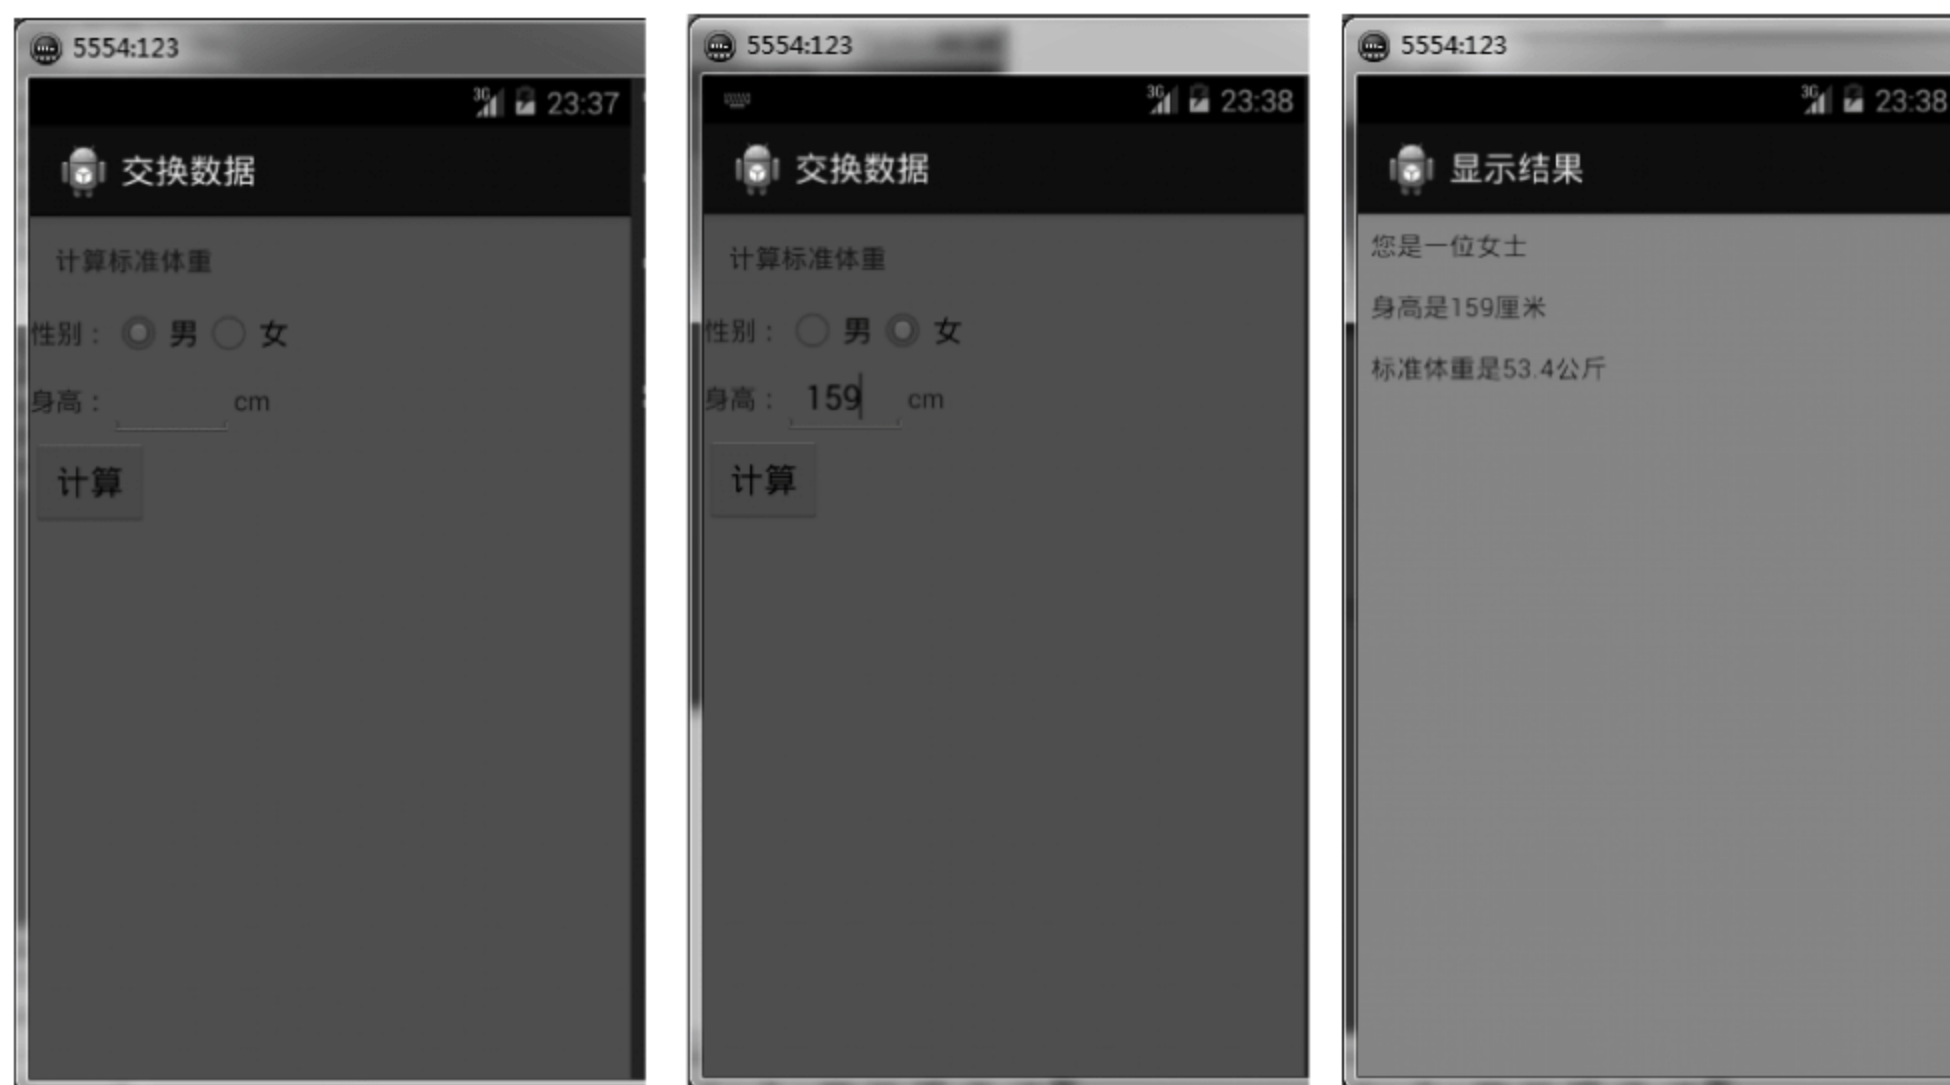 5554:123
3G 23:37
交换数据
计算标准体重
性别： 男 女
身高： cm
计算
5554:123
3G 23:38
交换数据
计算标准体重
性别： 男 女
身高： 159 cm
计算
5554:123
3G 23:38
显示结果
您是一位女士
身高是159厘米
标准体重是53.4公斤